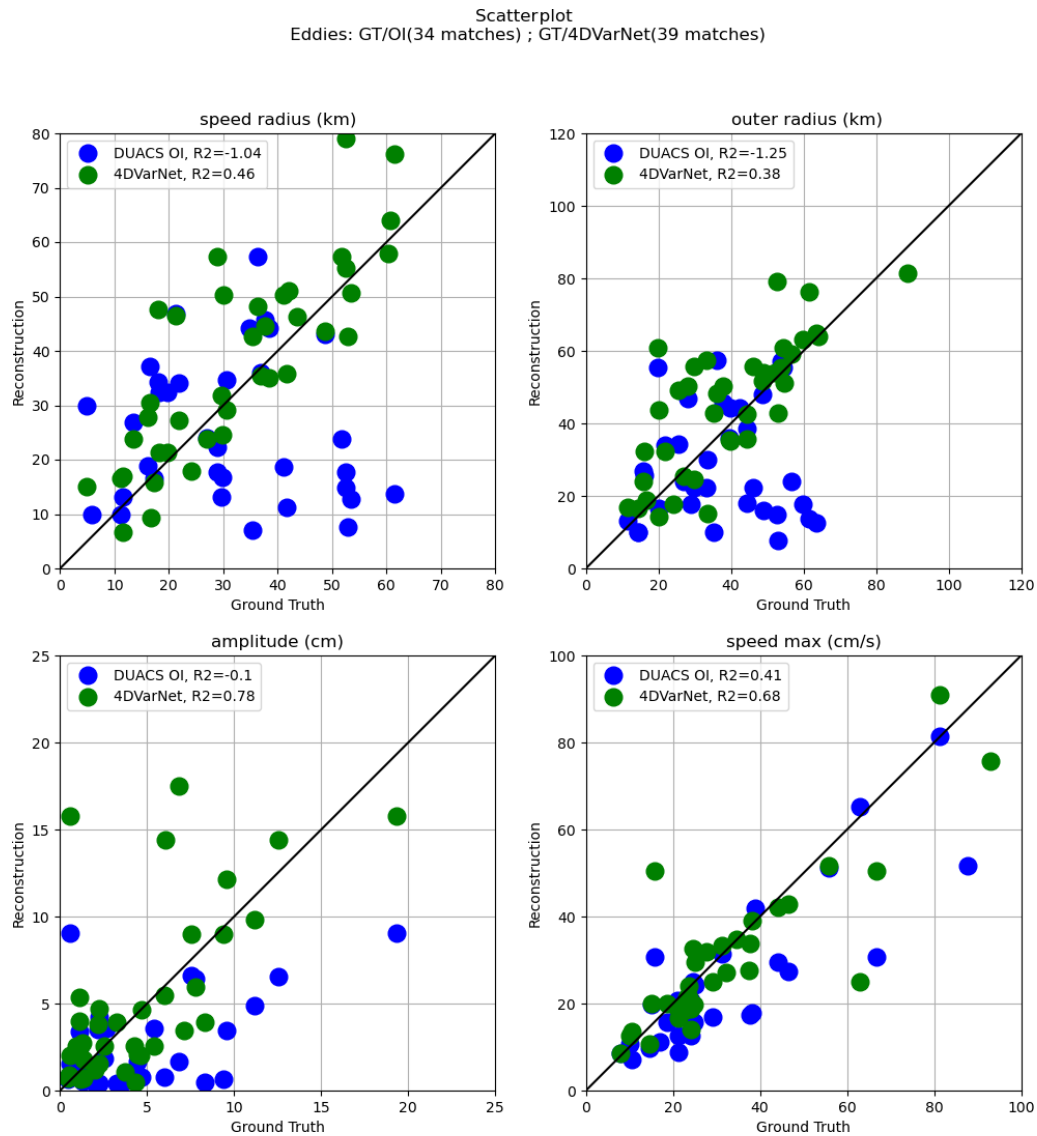 Scatterplot
Eddies: GT/OI(34 matches) ; GT/4DVarNet(39 matches)
speed radius (km)
DUACS OI, R2=-1.04
4DVarNet, R2=0.46
80
70
60
50
40
30
20
10
0
Reconstruction
0 10 20 30 40 50 60 70 80
Ground Truth
outer radius (km)
DUACS OI, R2=-1.25
4DVarNet, R2=0.38
120
100
80
60
40
20
0
Reconstruction
0 20 40 60 80 100 120
Ground Truth
amplitude (cm)
DUACS OI, R2=-0.1
4DVarNet, R2=0.78
25
20
15
10
5
0
Reconstruction
0 5 10 15 20 25
Ground Truth
speed max (cm/s)
DUACS OI, R2=0.41
4DVarNet, R2=0.68
100
80
60
40
20
0
Reconstruction
0 20 40 60 80 100
Ground Truth